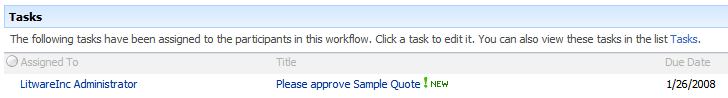 Tasks
The following tasks have been assigned to the participants in this workflow. Click a task to edit it. You can also view these tasks in the list Tasks.
Assigned To Title Due Date
LitwareInc Administrator Please approve Sample Quote ! NEW 1/26/2008